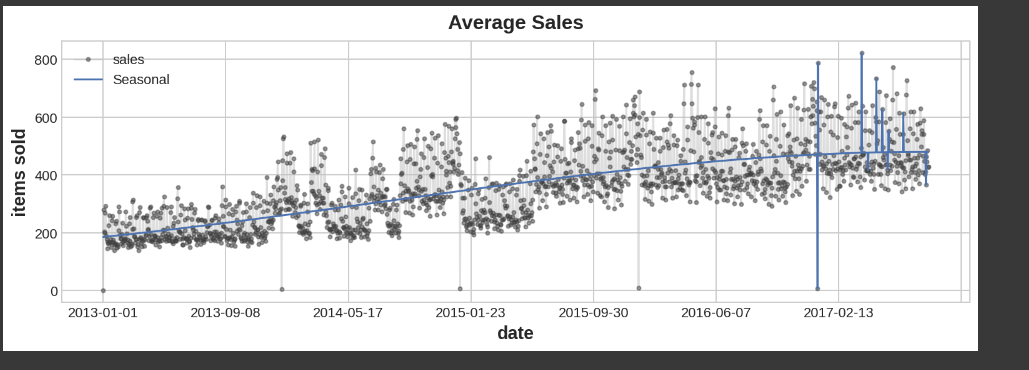 Average Sales
sales
Seasonal
items sold
800
600
400
200
0
2013-01-01 2013-09-08 2014-05-17 2015-01-23 2015-09-30 2016-06-07 2017-02-13
date